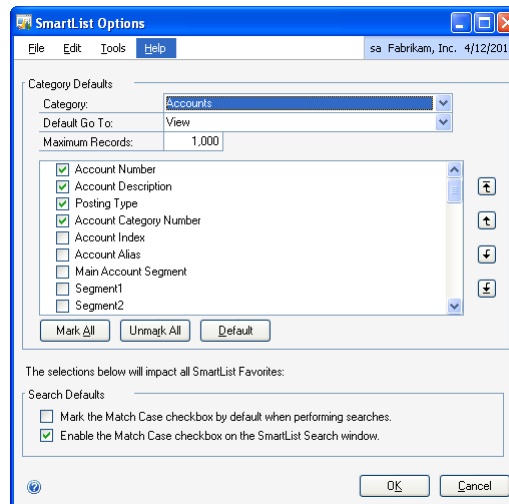 SmartList Options
File Edit Tools Help sa Fabrikam, Inc. 4/12/201
Category Defaults
Category: Accounts
Default Go To: View
Maximum Records: 1,000
Account Number
Account Description
Posting Type
Account Category Number
Account Index
Account Alias
Main Account Segment
Segment1
Segment2
Mark All Unmark All Default
The selections below will impact all SmartList Favorites:
Search Defaults
Mark the Match Case checkbox by default when performing searches.
Enable the Match Case checkbox on the SmartList Search window.
OK Cancel